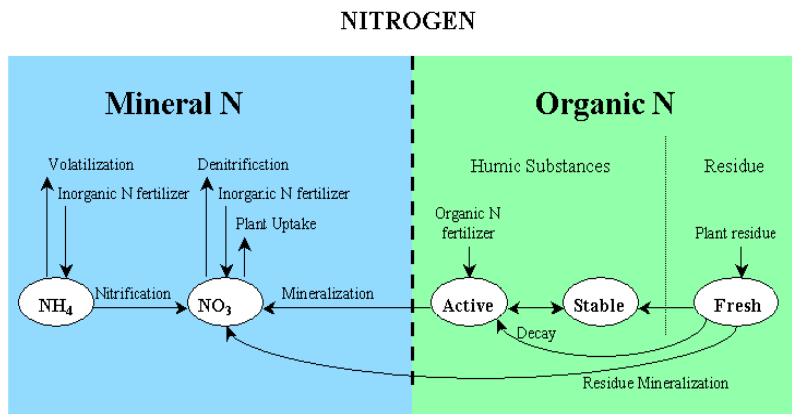 NITROGEN
Mineral N
Organic N
Volatilization
Denitrification
Humic Substances
Residue
Inorganic N fertilizer
Inorganic N fertilizer
Plant Uptake
Organic N
fertilizer
Plant residue
NH4
Nitrification
NO3
Mineralization
Active
Stable
Fresh
Decay
Residue Mineralization